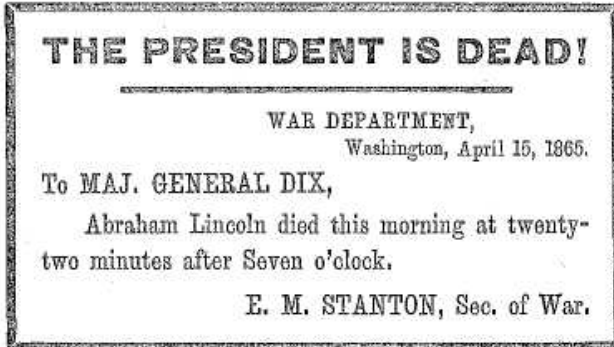 THE PRESIDENT IS DEAD!
WAR DEPARTMENT,
Washington, April 15, 1865.
To MAJ. GENERAL DIX,
Abraham Lincoln died this morning at twenty-
two minutes after Seven o'clock.
E. M. STANTON, Sec. of War.